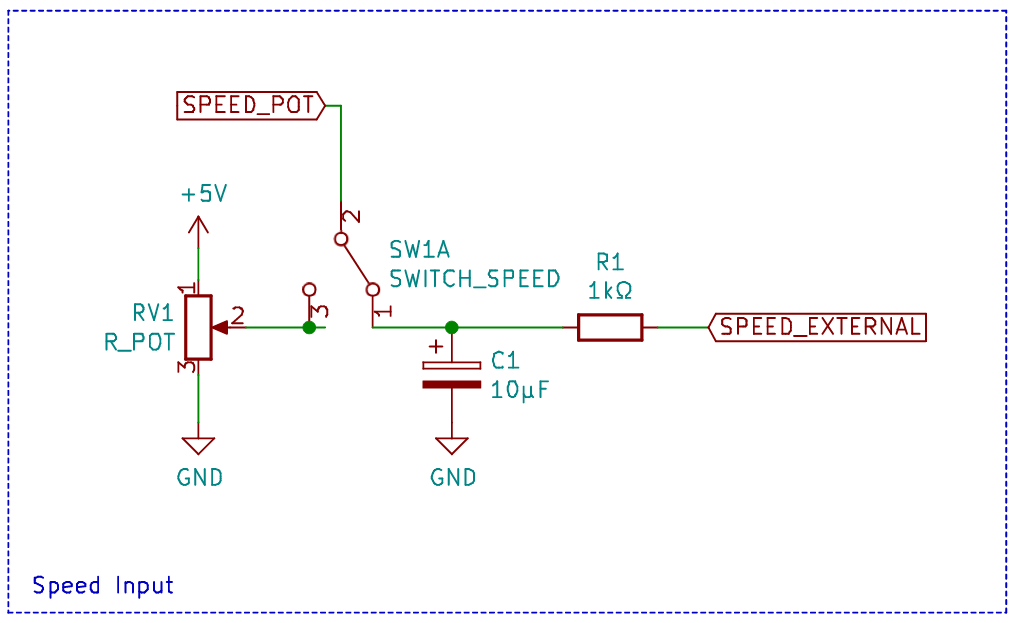 SPEED_POT
+5V
2
SW1A
SWITCH_SPEED
R1
1kΩ
1
RV1
R_POT
2
3
1
SPEED_EXTERNAL
3
+
C1
10µF
GND
GND
Speed Input